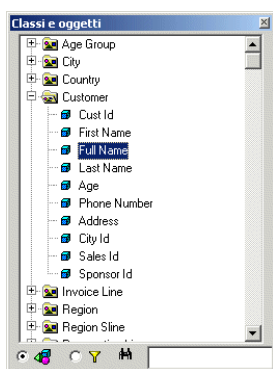 Classi e oggetti
Age Group
City
Country
Customer
Cust Id
First Name
Full Name
Last Name
Age
Phone Number
Address
City Id
Sales Id
Sponsor Id
Invoice Line
Region
Region Sline